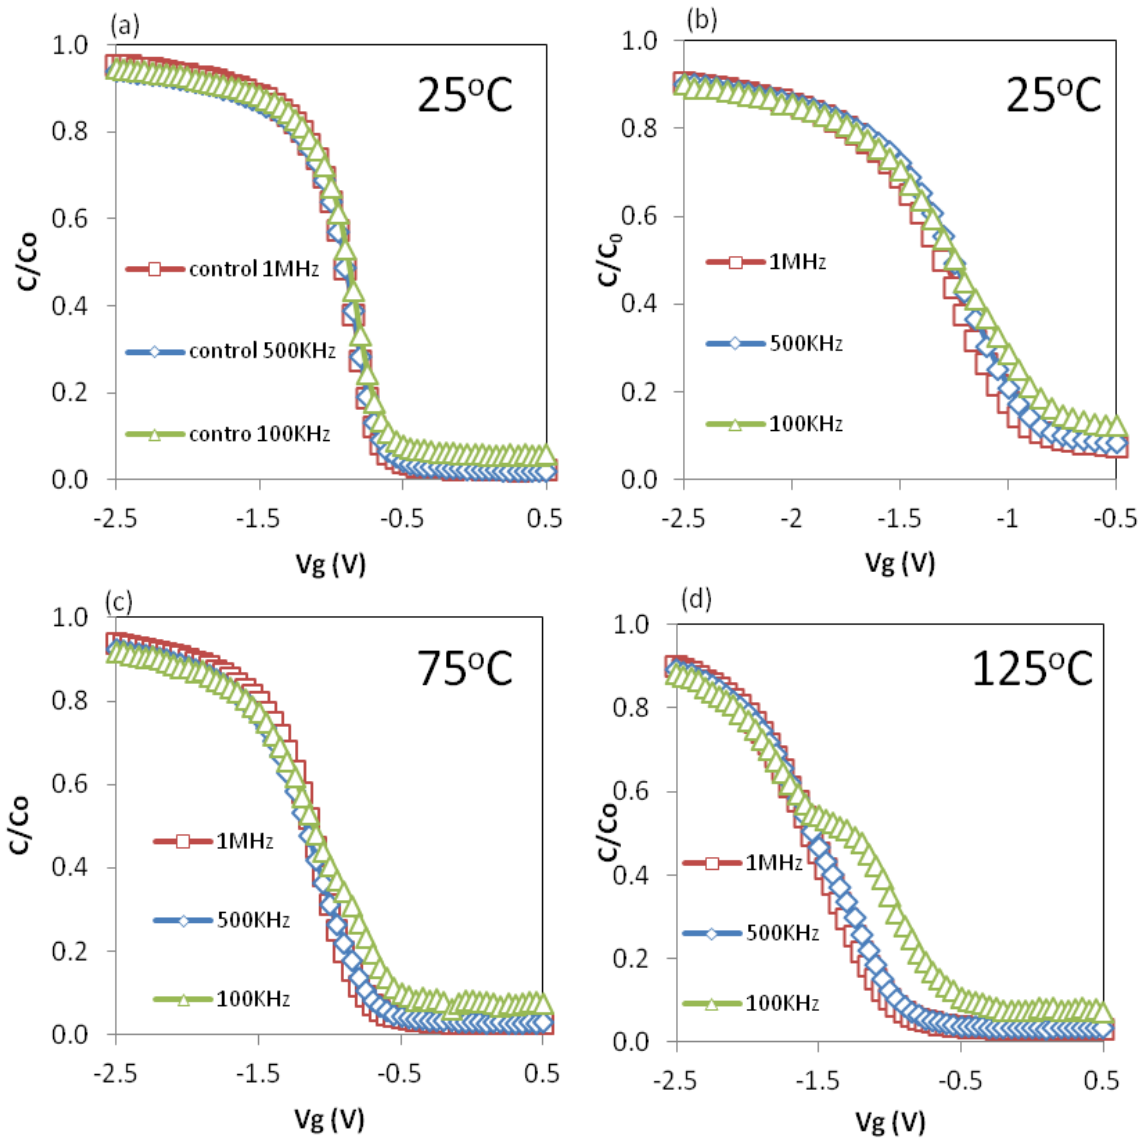 (a)
25°C
C/Co
1.0
0.8
0.6
0.4
0.2
0.0
control 1MHz
control 500KHz
contro 100KHz
-2.5 -1.5 -0.5 0.5
Vg (V)
(b)
25°C
C/C₀
1.0
0.8
0.6
0.4
0.2
0.0
1MHz
500KHz
100KHz
-2.5 -2 -1.5 -1 -0.5
Vg (V)
(c)
75°C
C/Co
1.0
0.8
0.6
0.4
0.2
0.0
1MHz
500KHz
100KHz
-2.5 -1.5 -0.5 0.5
Vg (V)
(d)
125°C
C/Co
1.0
0.8
0.6
0.4
0.2
0.0
1MHz
500KHz
100KHz
-2.5 -1.5 -0.5 0.5
Vg (V)